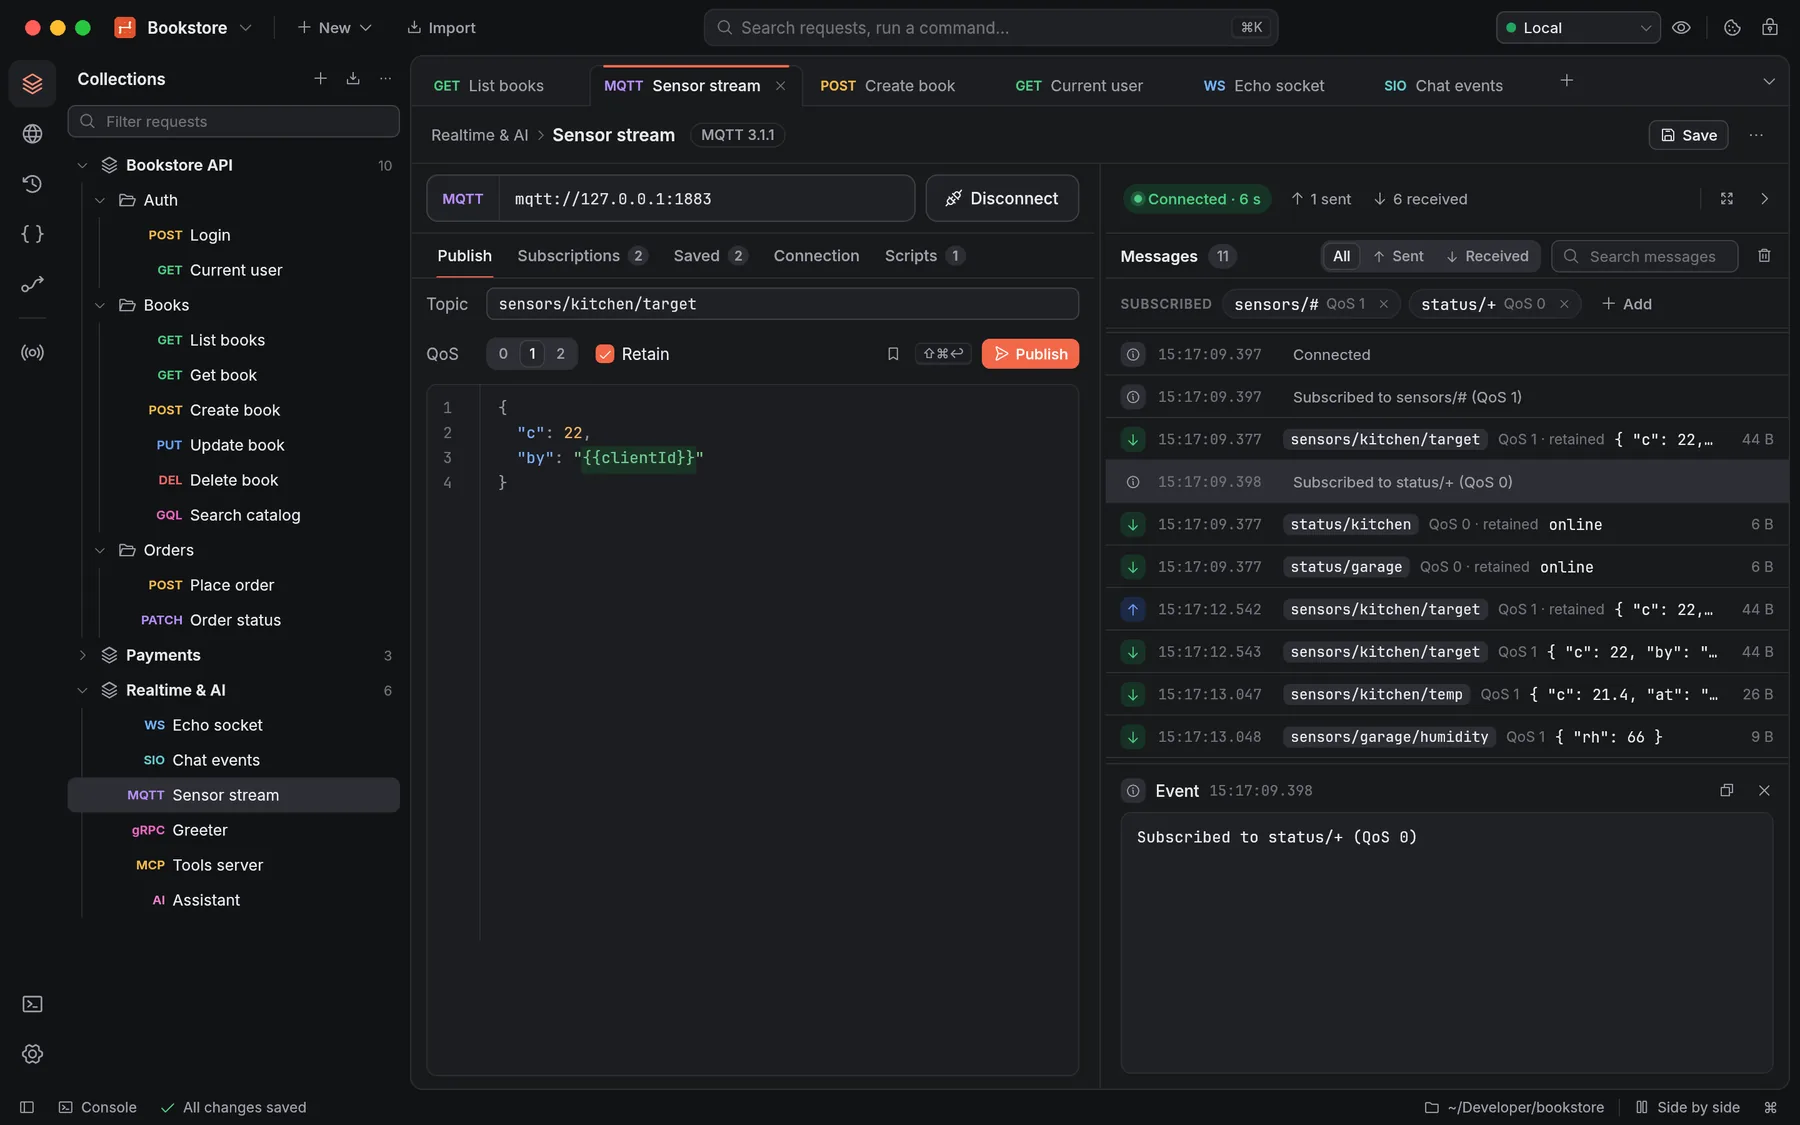 Bookstore
New
Import
Search requests, run a command...
⌘K
Local
Collections
Filter requests
Bookstore API 10
Auth
POST Login
GET Current user
Books
GET List books
GET Get book
POST Create book
PUT Update book
DEL Delete book
GQL Search catalog
Orders
POST Place order
PATCH Order status
Payments 3
Realtime & AI 6
WS Echo socket
SIO Chat events
MQTT Sensor stream
gRPC Greeter
MCP Tools server
AI Assistant
GET List books
MQTT Sensor stream
POST Create book
GET Current user
WS Echo socket
SIO Chat events
Realtime & AI › Sensor stream MQTT 3.1.1
Save
MQTT mqtt://127.0.0.1:1883
Disconnect
Publish Subscriptions 2 Saved 2 Connection Scripts 1
Topic sensors/kitchen/target
QoS 0 1 2 Retain ⇧⌘↩ Publish
1 {
2 "c": 22,
3 "by": "{{clientId}}"
4 }
Connected · 6 s ↑ 1 sent ↓ 6 received
Messages 11 All ↑ Sent ↓ Received Search messages
SUBSCRIBED sensors/# QoS 1 × status/+ QoS 0 × + Add
15:17:09.397 Connected
15:17:09.397 Subscribed to sensors/# (QoS 1)
15:17:09.377 sensors/kitchen/target QoS 1 · retained { "c": 22,… 44 B
15:17:09.398 Subscribed to status/+ (QoS 0)
15:17:09.377 status/kitchen QoS 0 · retained online 6 B
15:17:09.377 status/garage QoS 0 · retained online 6 B
15:17:12.542 sensors/kitchen/target QoS 1 · retained { "c": 22,… 44 B
15:17:12.543 sensors/kitchen/target QoS 1 { "c": 22, "by": "… 44 B
15:17:13.047 sensors/kitchen/temp QoS 1 { "c": 21.4, "at": "… 26 B
15:17:13.048 sensors/garage/humidity QoS 1 { "rh": 66 } 9 B
Event 15:17:09.398
Subscribed to status/+ (QoS 0)
Console
All changes saved
~/Developer/bookstore
Side by side
⌘